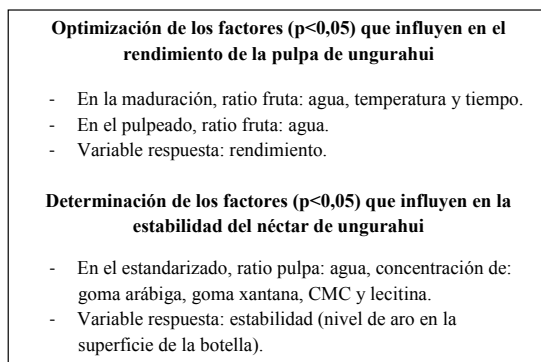 Optimización de los factores (p<0,05) que influyen en el
rendimiento de la pulpa de ungurahui
- En la maduración, ratio fruta: agua, temperatura y tiempo.
- En el pulpeado, ratio fruta: agua.
- Variable respuesta: rendimiento.
Determinación de los factores (p<0,05) que influyen en la
estabilidad del néctar de ungurahui
- En el estandarizado, ratio pulpa: agua, concentración de:
goma arábiga, goma xantana, CMC y lecitina.
- Variable respuesta: estabilidad (nivel de aro en la
superficie de la botella).